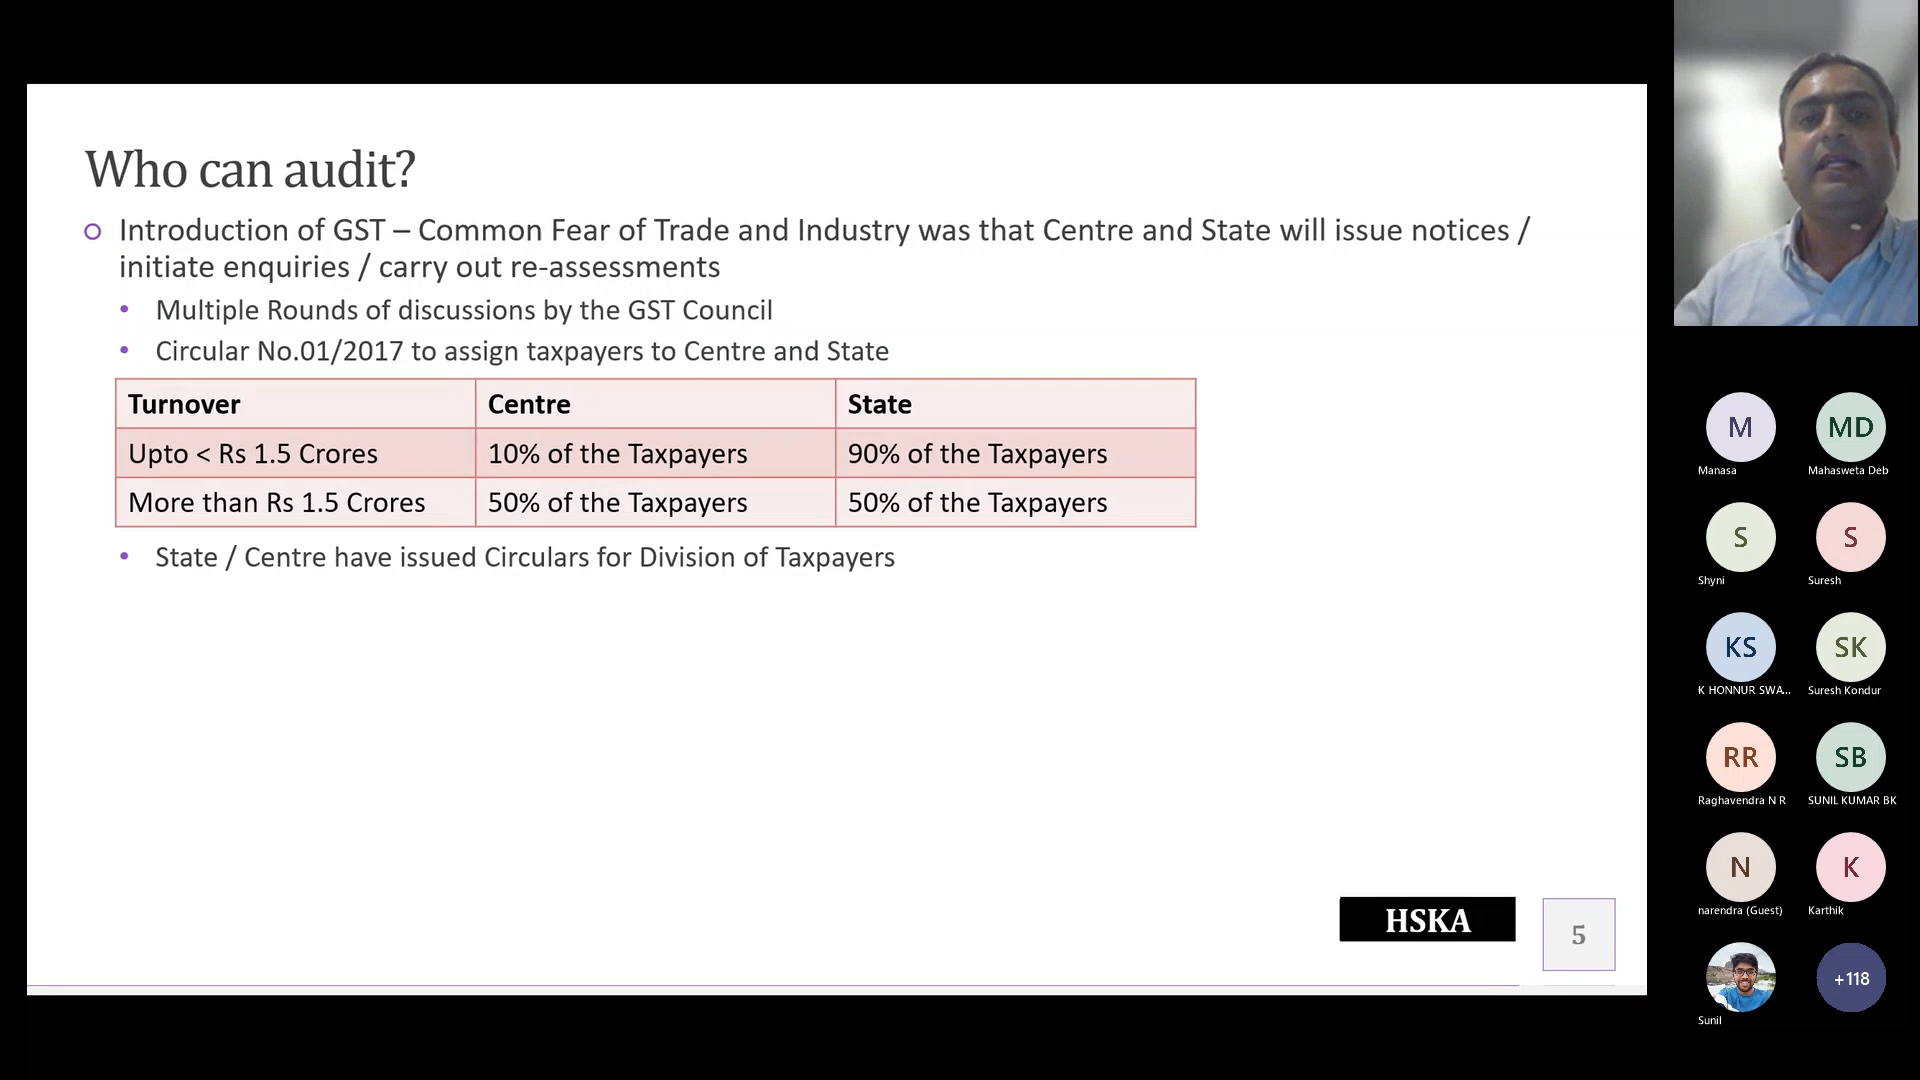 Who can audit?
Introduction of GST – Common Fear of Trade and Industry was that Centre and State will issue notices /
initiate enquiries / carry out re-assessments
Multiple Rounds of discussions by the GST Council
Circular No.01/2017 to assign taxpayers to Centre and State
Turnover Centre State
Upto < Rs 1.5 Crores 10% of the Taxpayers 90% of the Taxpayers
More than Rs 1.5 Crores 50% of the Taxpayers 50% of the Taxpayers
State / Centre have issued Circulars for Division of Taxpayers
HSKA
5
M MD
Manasa Mahasweta Deb
S S
Shyni Suresh
KS SK
K HONNUR SWA... Suresh Kondur
RR SB
Raghavendra N R SUNIL KUMAR BK
N K
narendra (Guest) Karthik
+118
Sunil